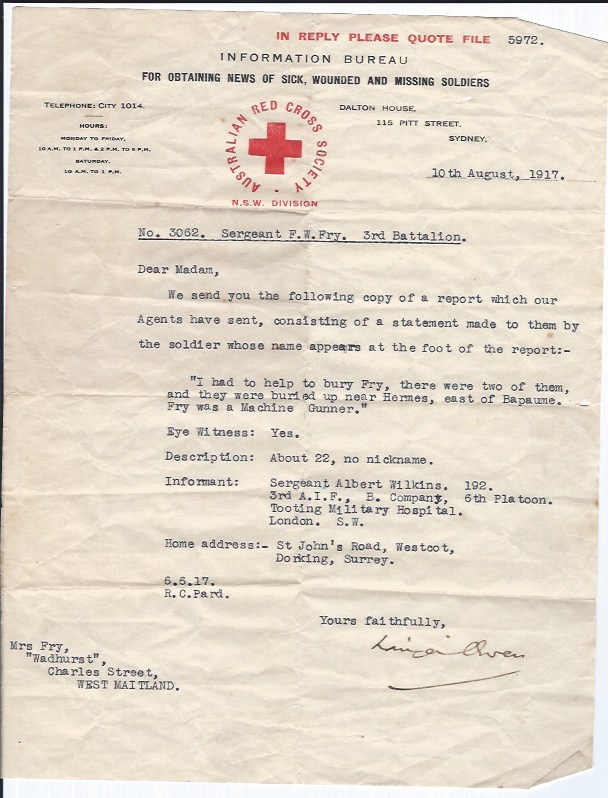 IN REPLY PLEASE QUOTE FILE 5972.
INFORMATION BUREAU
FOR OBTAINING NEWS OF SICK, WOUNDED AND MISSING SOLDIERS
TELEPHONE: CITY 1014.
HOURS:
MONDAY TO FRIDAY,
10 A.M. TO 1 P.M. & 2 P.M. TO 5 P.M.
SATURDAY.
10 A.M. TO 1 P.M.
AUSTRALIAN RED CROSS SOCIETY
N.S.W. DIVISION
DALTON HOUSE,
115 PITT STREET.
SYDNEY.
10th August, 1917.
No. 3062. Sergeant F.W.Fry. 3rd Battalion.
Dear Madam,
We send you the following copy of a report which our
Agents have sent, consisting of a statement made to them by
the soldier whose name appears at the foot of the report:-
"I had to help to bury Fry, there were two of them,
and they were buried up near Hermes, east of Bapaume.
Fry was a Machine Gunner."
Eye Witness: Yes.
Description: About 22, no nickname.
Informant: Sergeant Albert Wilkins. 192.
3rd A.I.F., B. Company, 6th Platoon.
Tooting Military Hospital.
London. S.W.
Home address:- St John's Road, Westcot,
Dorking, Surrey.
6.6.17.
R.C.Pard.
Yours faithfully,
Owen
Mrs Fry,
"Wadhurst",
Charles Street,
WEST MAITLAND.